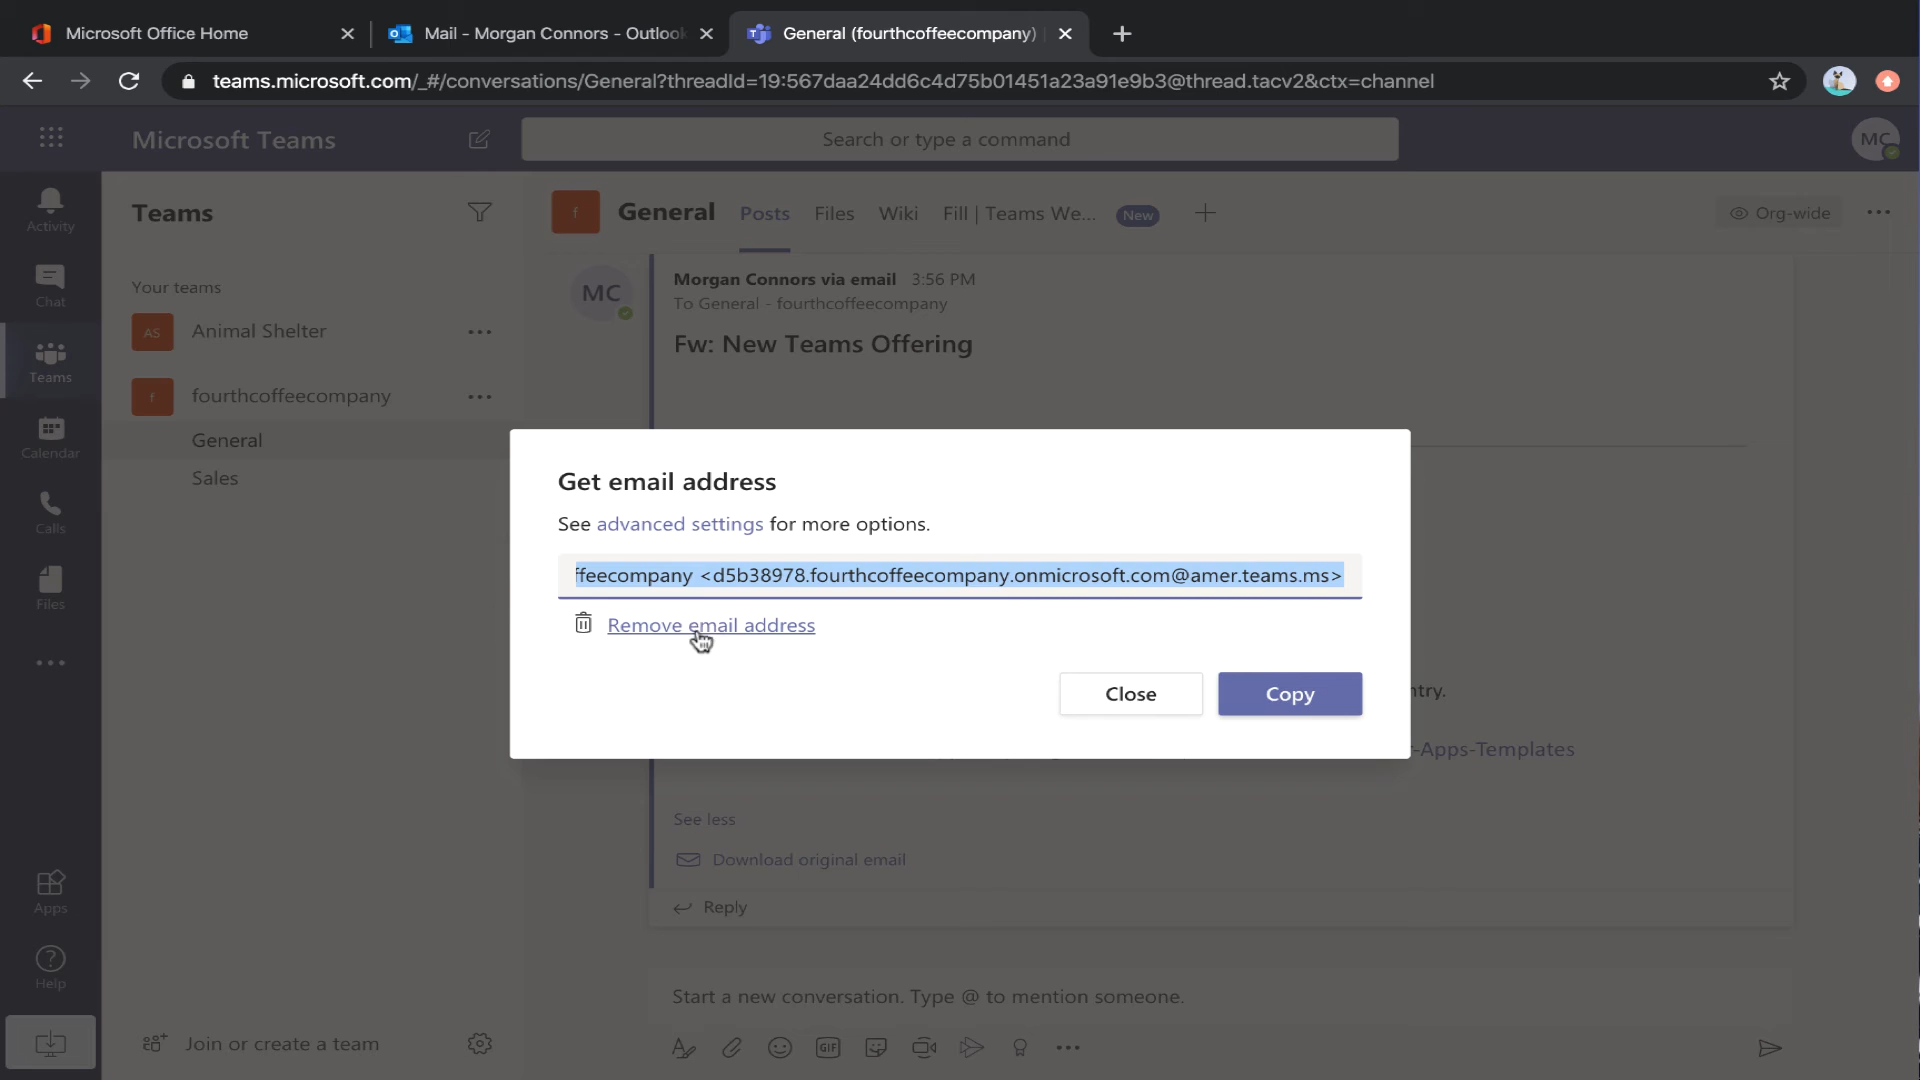 Microsoft Office Home
Mail - Morgan Connors - Outlook
General (fourthcoffeecompany)
teams.microsoft.com/_#/conversations/General?threadId=19:567daa24dd6c4d75b01451a23a91e9b3@thread.tacv2&ctx=channel
Microsoft Teams
Search or type a command
MC
Activity
Chat
Teams
Calendar
Calls
Files
Apps
Help
Teams
Your teams
AS Animal Shelter
f fourthcoffeecompany
General
Sales
Join or create a team
f General Posts Files Wiki Fill | Teams We... New
Org-wide
MC
Morgan Connors via email 3:56 PM
To General - fourthcoffeecompany
Fw: New Teams Offering
Get email address
See advanced settings for more options.
ffeecompany <d5b38978.fourthcoffeecompany.onmicrosoft.com@amer.teams.ms>
Remove email address
Close
Copy
ntry.
-Apps-Templates
See less
Download original email
Reply
Start a new conversation. Type @ to mention someone.
GIF